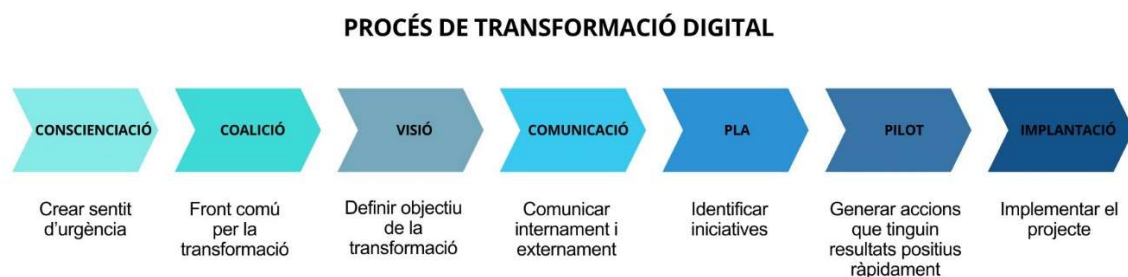 PROCÉS DE TRANSFORMACIÓ DIGITAL
CONSCIENCIACIÓ
COALICIÓ
VISIÓ
COMUNICACIÓ
PLA
PILOT
IMPLANTACIÓ
Crear sentit
d’urgència
Front comú
per la
transformació
Definir objectiu
de la
transformació
Comunicar
internament i
externament
Identificar
iniciatives
Generar accions
que tinguin
resultats positius
ràpidament
Implementar el
projecte